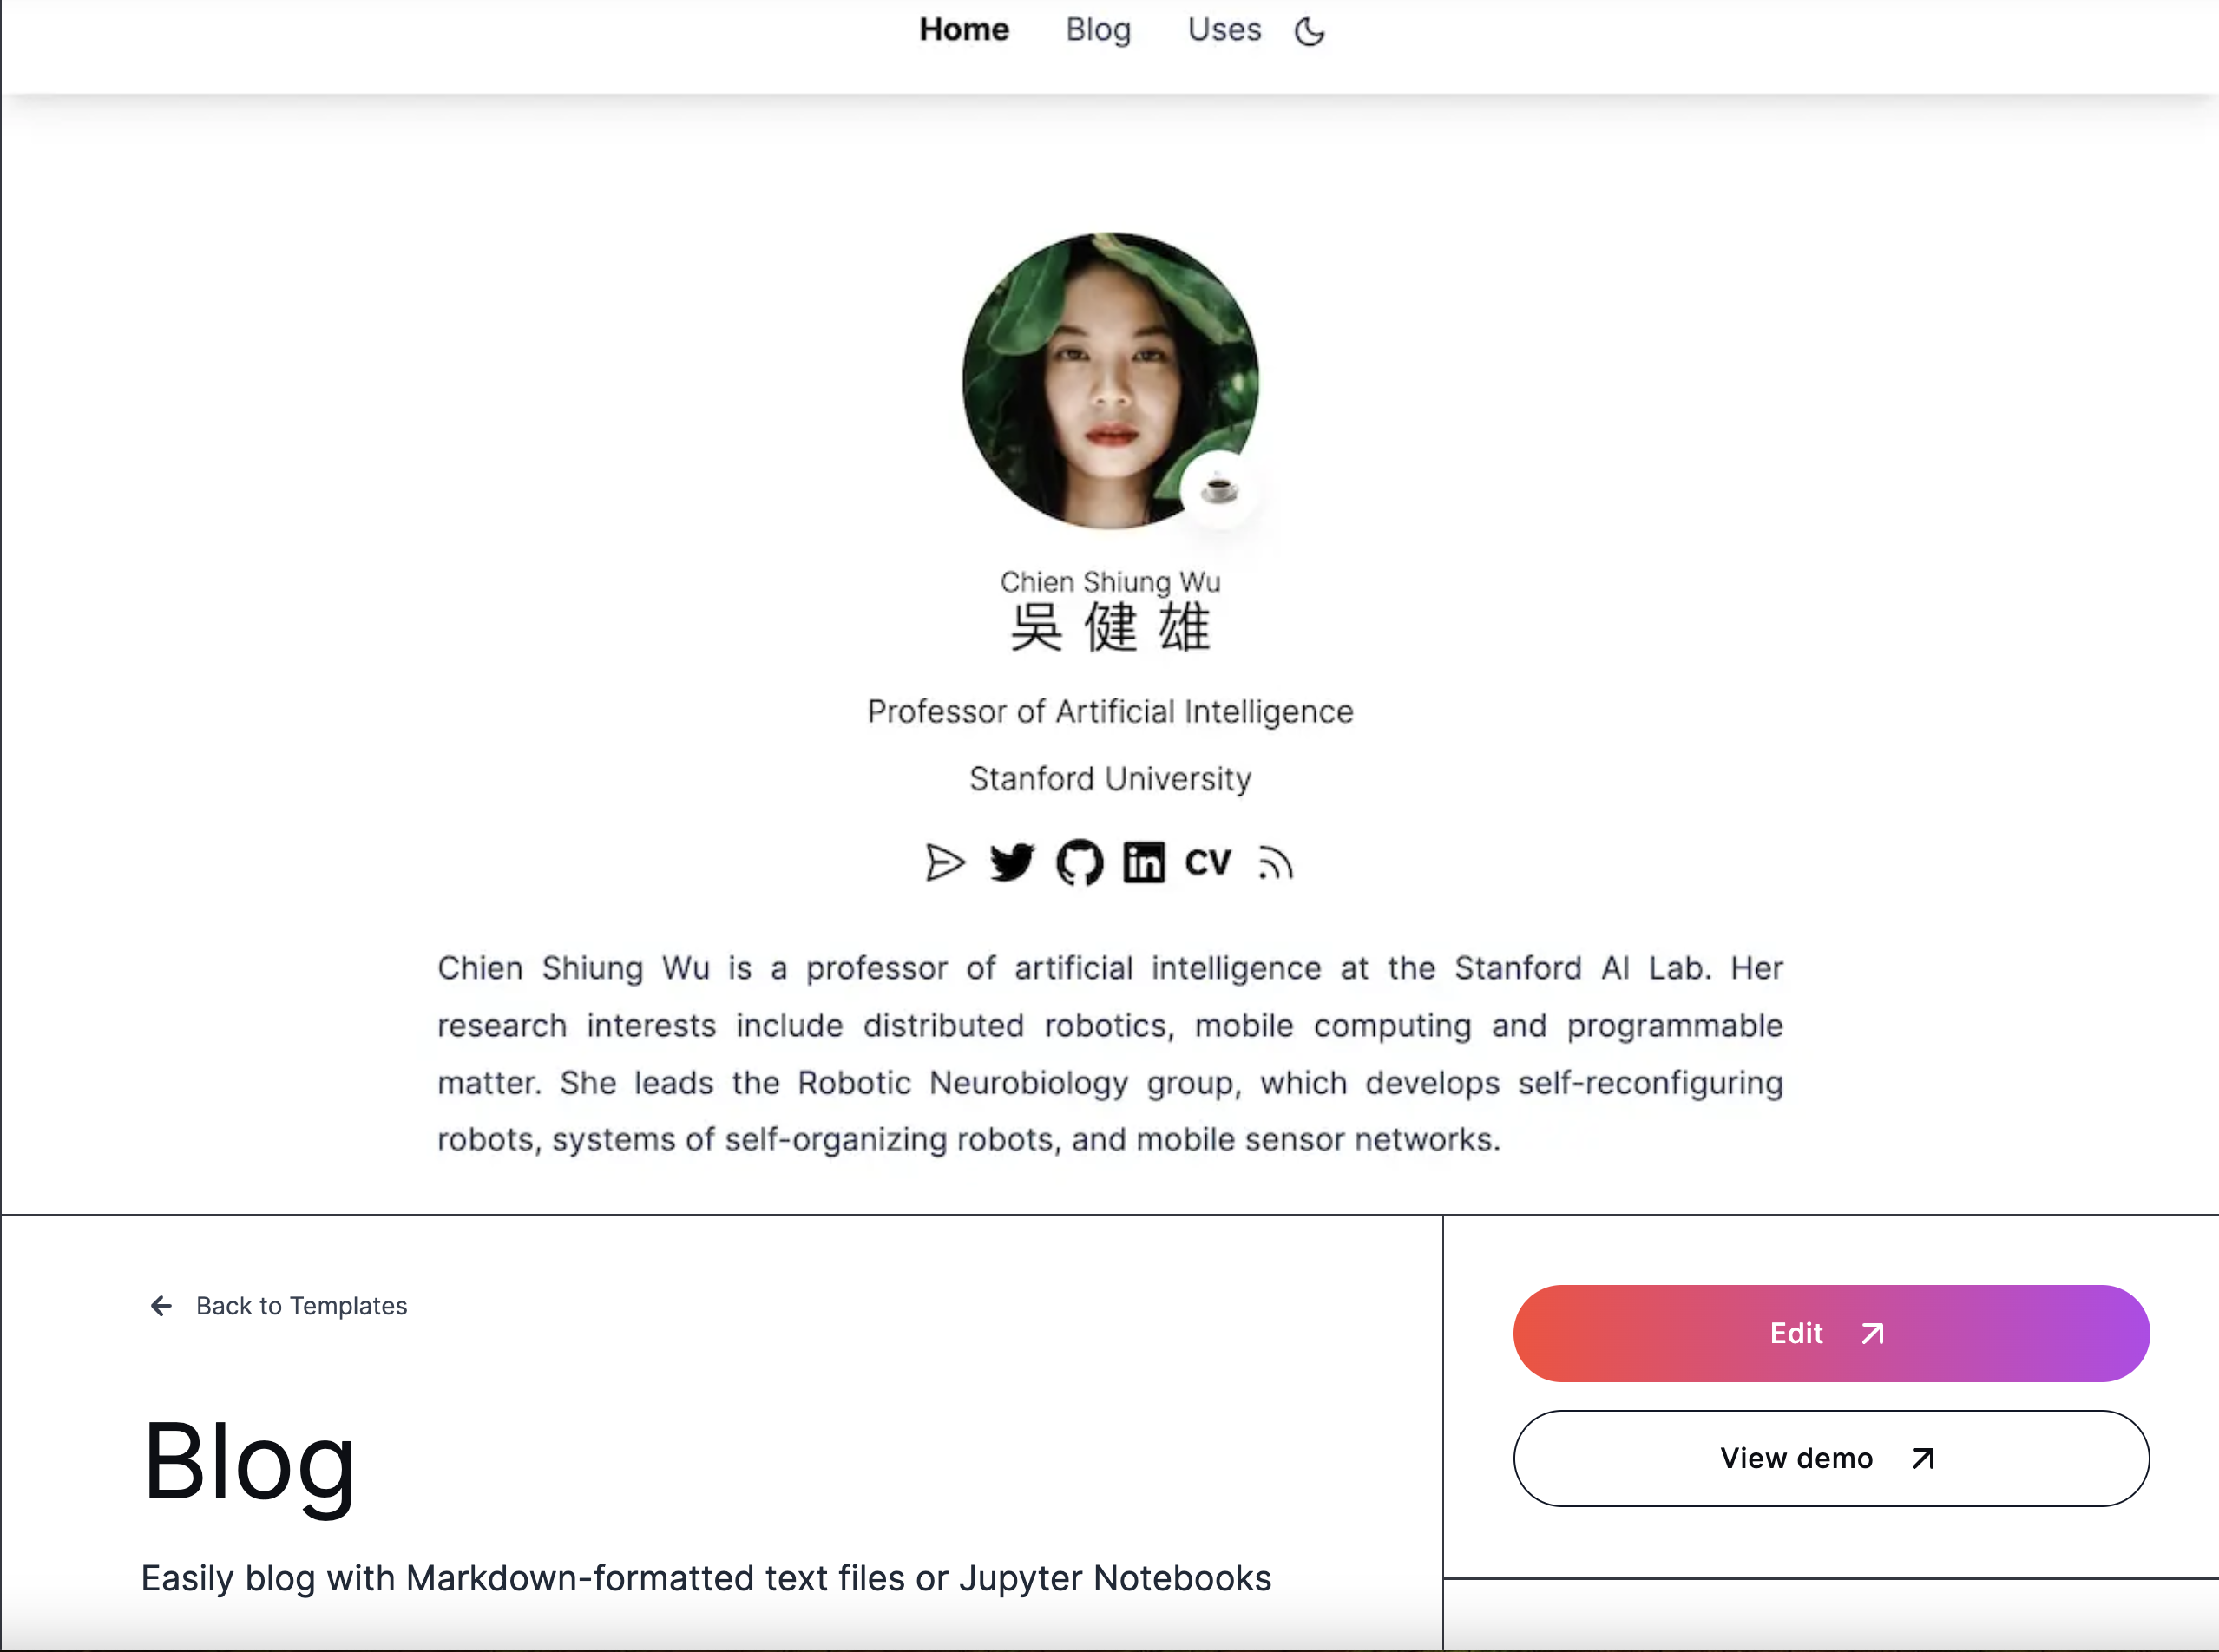 Home Blog Uses
Chien Shiung Wu
吳 健 雄
Professor of Artificial Intelligence
Stanford University
in CV
Chien Shiung Wu is a professor of artificial intelligence at the Stanford AI Lab. Her
research interests include distributed robotics, mobile computing and programmable
matter. She leads the Robotic Neurobiology group, which develops self-reconfiguring
robots, systems of self-organizing robots, and mobile sensor networks.
Back to Templates
Blog
Easily blog with Markdown-formatted text files or Jupyter Notebooks
Edit
View demo